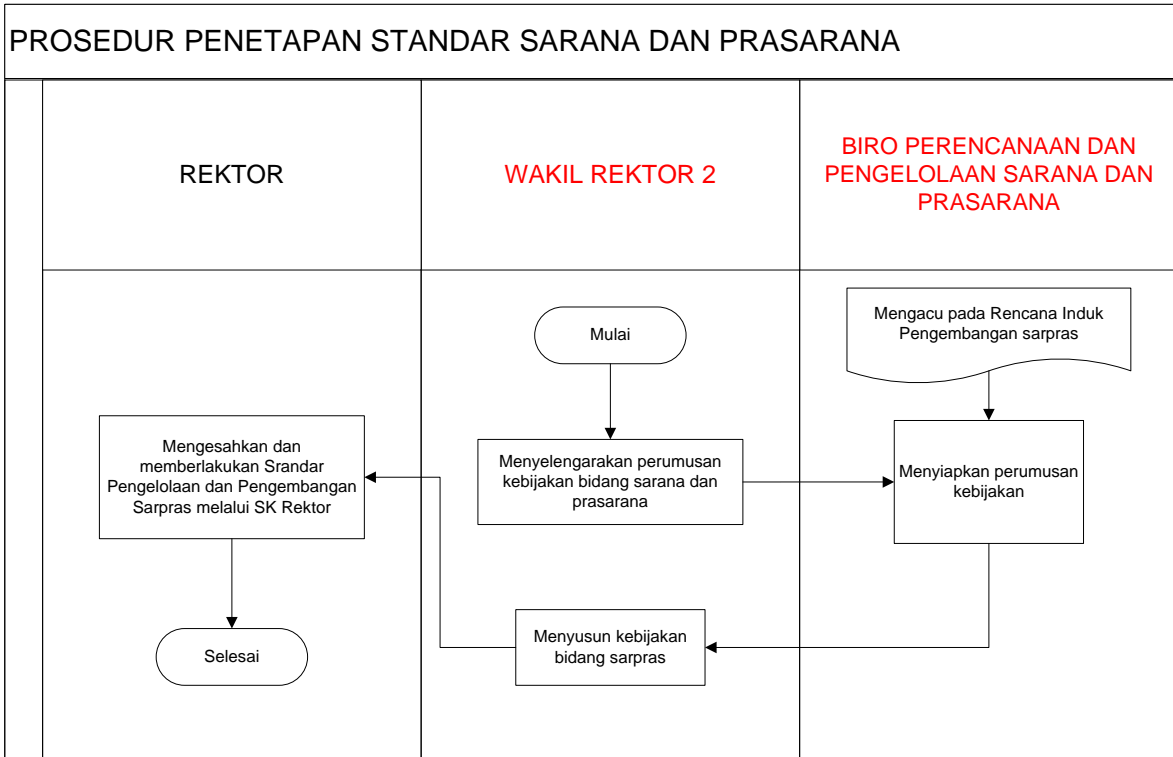 PROSEDUR PENETAPAN STANDAR SARANA DAN PRASARANA
REKTOR
WAKIL REKTOR 2
BIRO PERENCANAAN DAN
PENGELOLAAN SARANA DAN
PRASARANA
Mulai
Mengacu pada Rencana Induk
Pengembangan sarpras
Mengesahkan dan
memberlakukan Srandar
Pengelolaan dan Pengembangan
Sarpras melalui SK Rektor
Menyelengarakan perumusan
kebijakan bidang sarana dan
prasarana
Menyiapkan perumusan
kebijakan
Selesai
Menyusun kebijakan
bidang sarpras